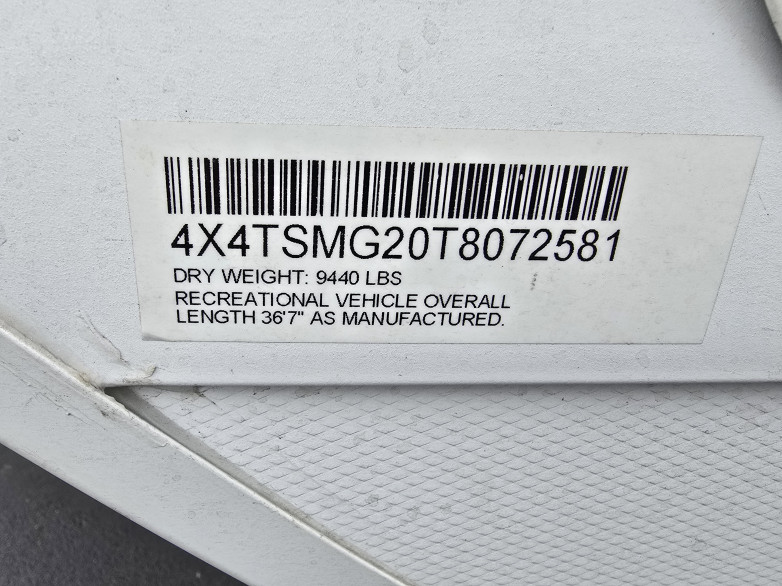 4X4TSMG20T8072581
DRY WEIGHT: 9440 LBS
RECREATIONAL VEHICLE OVERALL
LENGTH 36'7" AS MANUFACTURED.